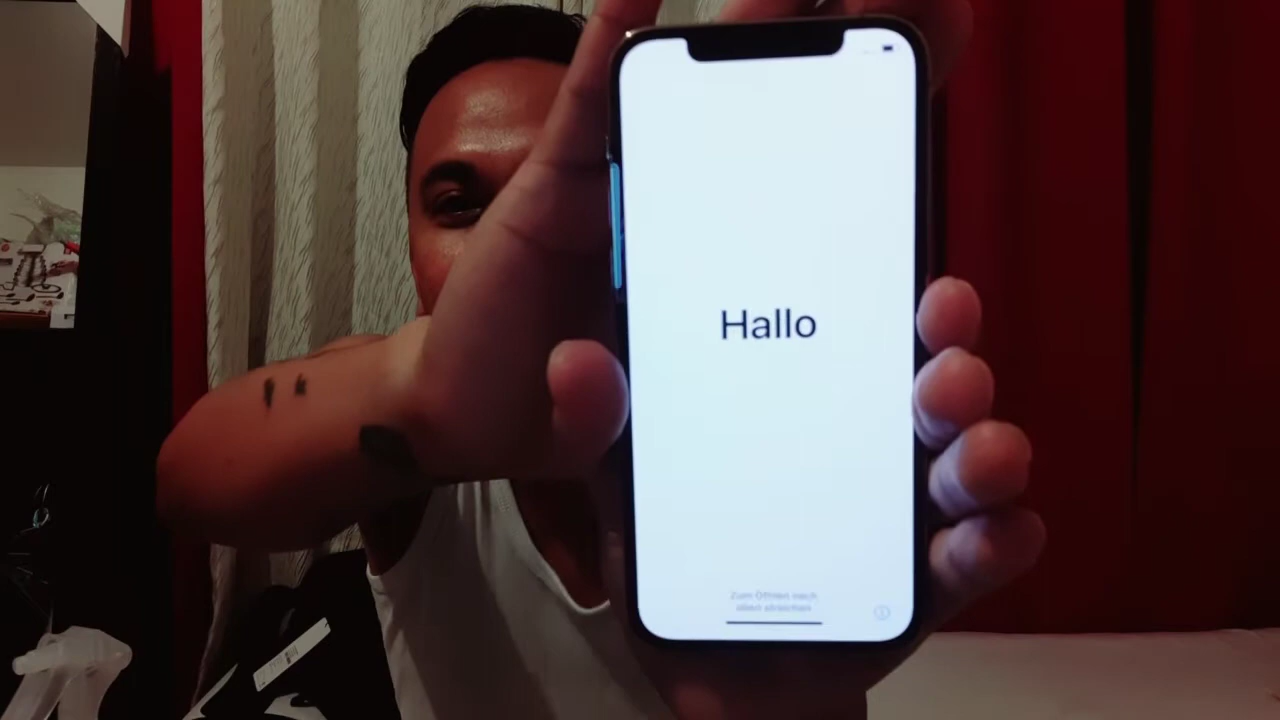 Hallo
Zum Öffnen nach
oben streichen